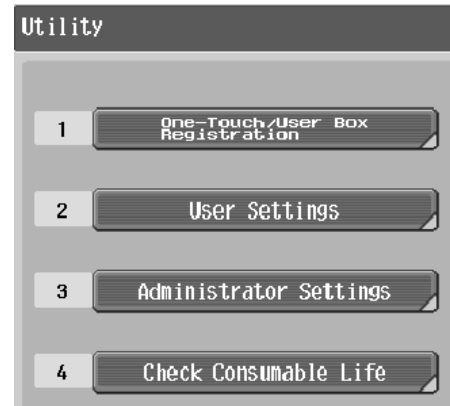 Utility
1
One-Touch/User Box
Registration
2
User Settings
3
Administrator Settings
4
Check Consumable Life